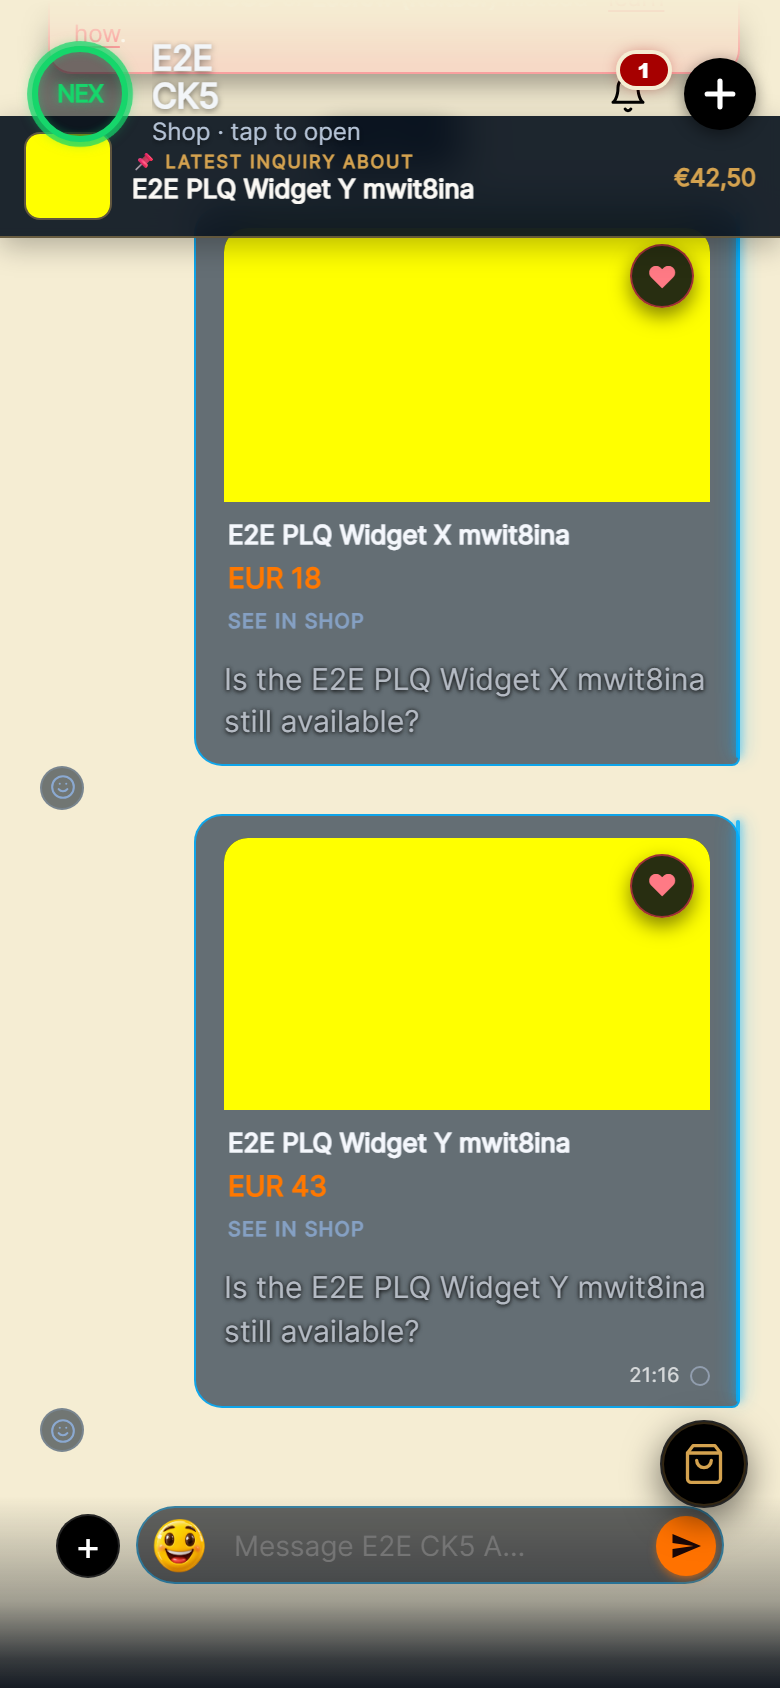 how.
NEX
E2E
CK5
Shop · tap to open
1
LATEST INQUIRY ABOUT
E2E PLQ Widget Y mwit8ina
€42,50
E2E PLQ Widget X mwit8ina
EUR 18
SEE IN SHOP
Is the E2E PLQ Widget X mwit8ina
still available?
E2E PLQ Widget Y mwit8ina
EUR 43
SEE IN SHOP
Is the E2E PLQ Widget Y mwit8ina
still available?
21:16
Message E2E CK5 A...